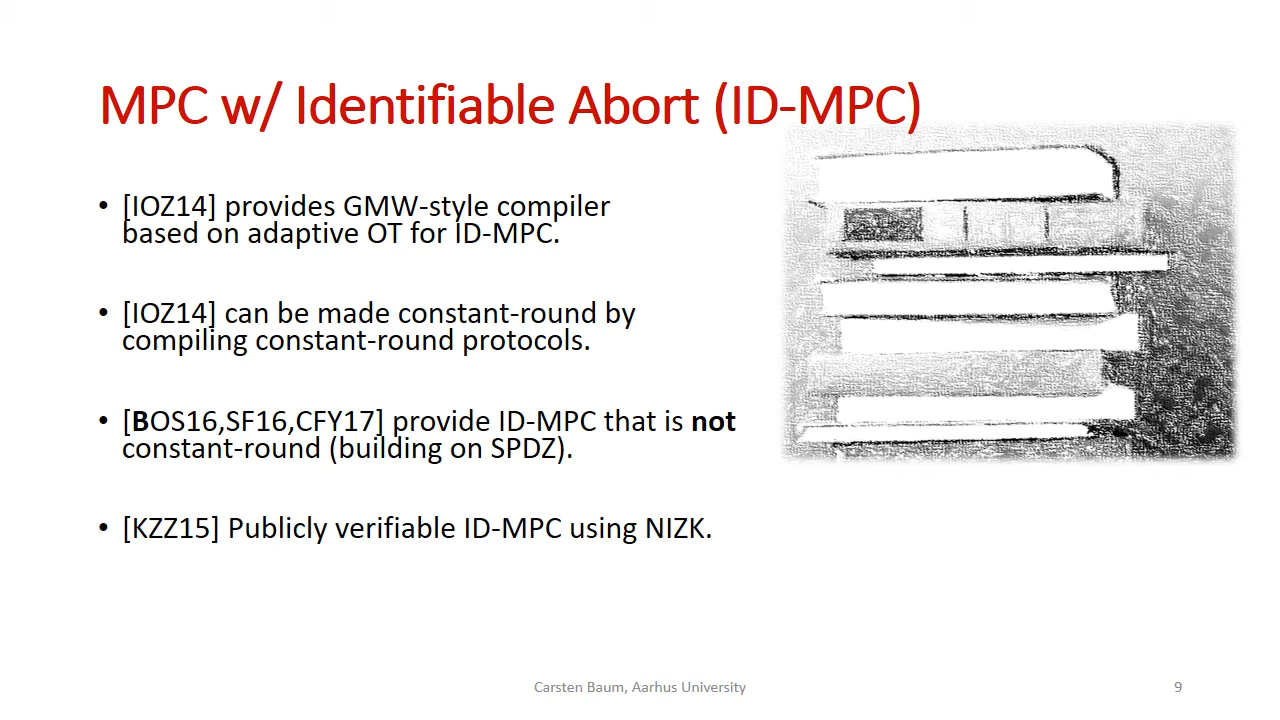 MPC w/ Identifiable Abort (ID-MPC)
• [IOZ14] provides GMW-style compiler
based on adaptive OT for ID-MPC.
• [IOZ14] can be made constant-round by
compiling constant-round protocols.
• [BOS16,SF16,CFY17] provide ID-MPC that is not
constant-round (building on SPDZ).
• [KZZ15] Publicly verifiable ID-MPC using NIZK.
Carsten Baum, Aarhus University
9